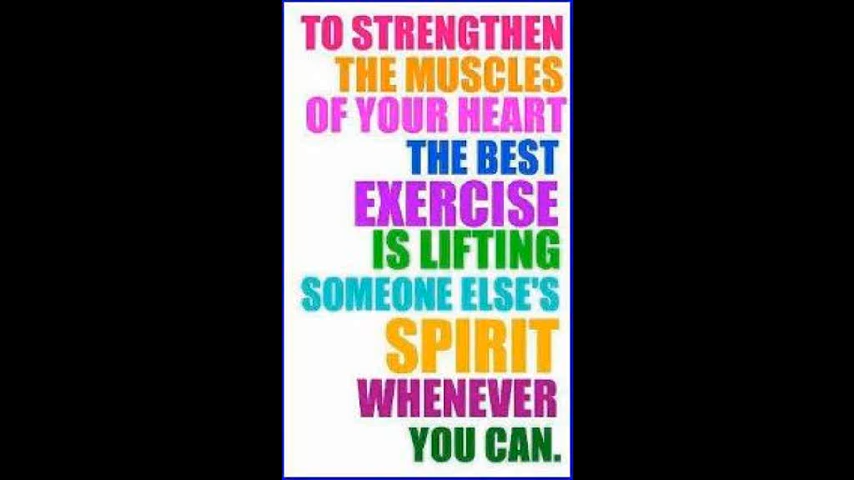 TO STRENGTHEN
THE MUSCLES
OF YOUR HEART
THE BEST
EXERCISE
IS LIFTING
SOMEONE ELSE'S
SPIRIT
WHENEVER
YOU CAN.